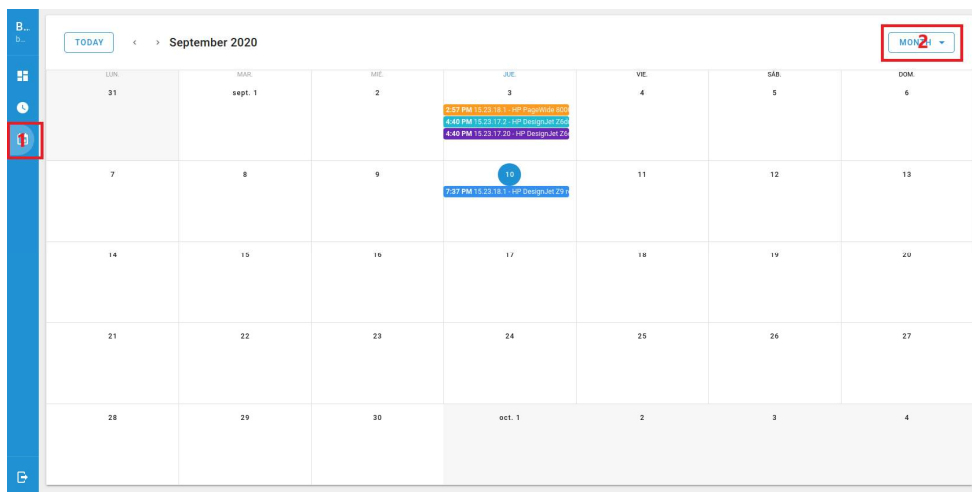 B...
b...
1
TODAY ‹ › September 2020
MONTH
2
LUN. MAR. MIÉ. JUE. VIE. SÁB. DOM.
31 sept. 1 2 3 4 5 6
2:57 PM 15.23.18.1 - HP PageWide 800
4:40 PM 15.23.17.2 - HP DesignJet Z6d
4:40 PM 15.23.17.20 - HP DesignJet Z6
7 8 9 10 11 12 13
7:37 PM 15.23.18.1 - HP DesignJet Z9
14 15 16 17 18 19 20
21 22 23 24 25 26 27
28 29 30 oct. 1 2 3 4